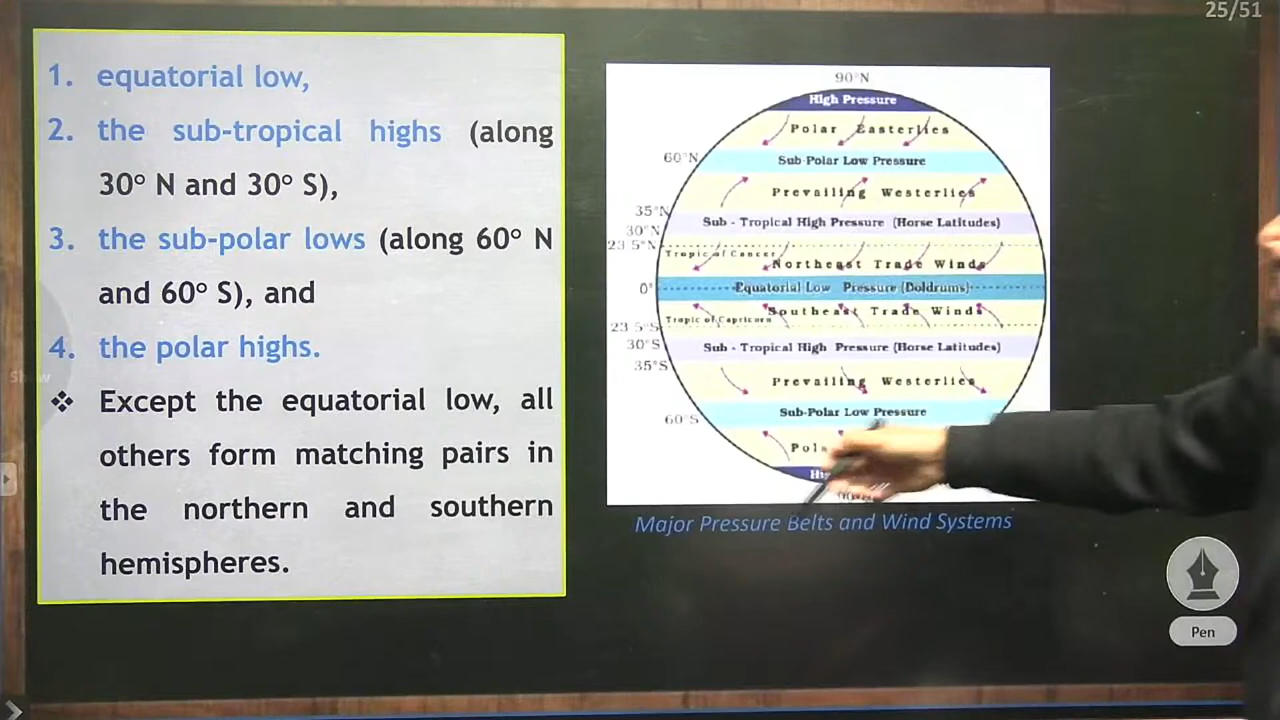 25/51
1. equatorial low,
2. the sub-tropical highs (along
30° N and 30° S),
3. the sub-polar lows (along 60° N
and 60° S), and
4. the polar highs.
❖ Except the equatorial low, all
others form matching pairs in
the northern and southern
hemispheres.
Show
90°N
High Pressure
Polar Easterlies
60°N
Sub-Polar Low Pressure
Prevailing Westerlies
35°N
Sub - Tropical High Pressure (Horse Latitudes)
30°N
23 5°N
Tropic of Cancer
Northeast Trade Winds
0°
Equatorial Low Pressure (Doldrums)
Southeast Trade Winds
Tropic of Capricorn
23 5°S
30°S
Sub - Tropical High Pressure (Horse Latitudes)
35°S
Prevailing Westerlies
Sub-Polar Low Pressure
60°S
Major Pressure Belts and Wind Systems
Pen